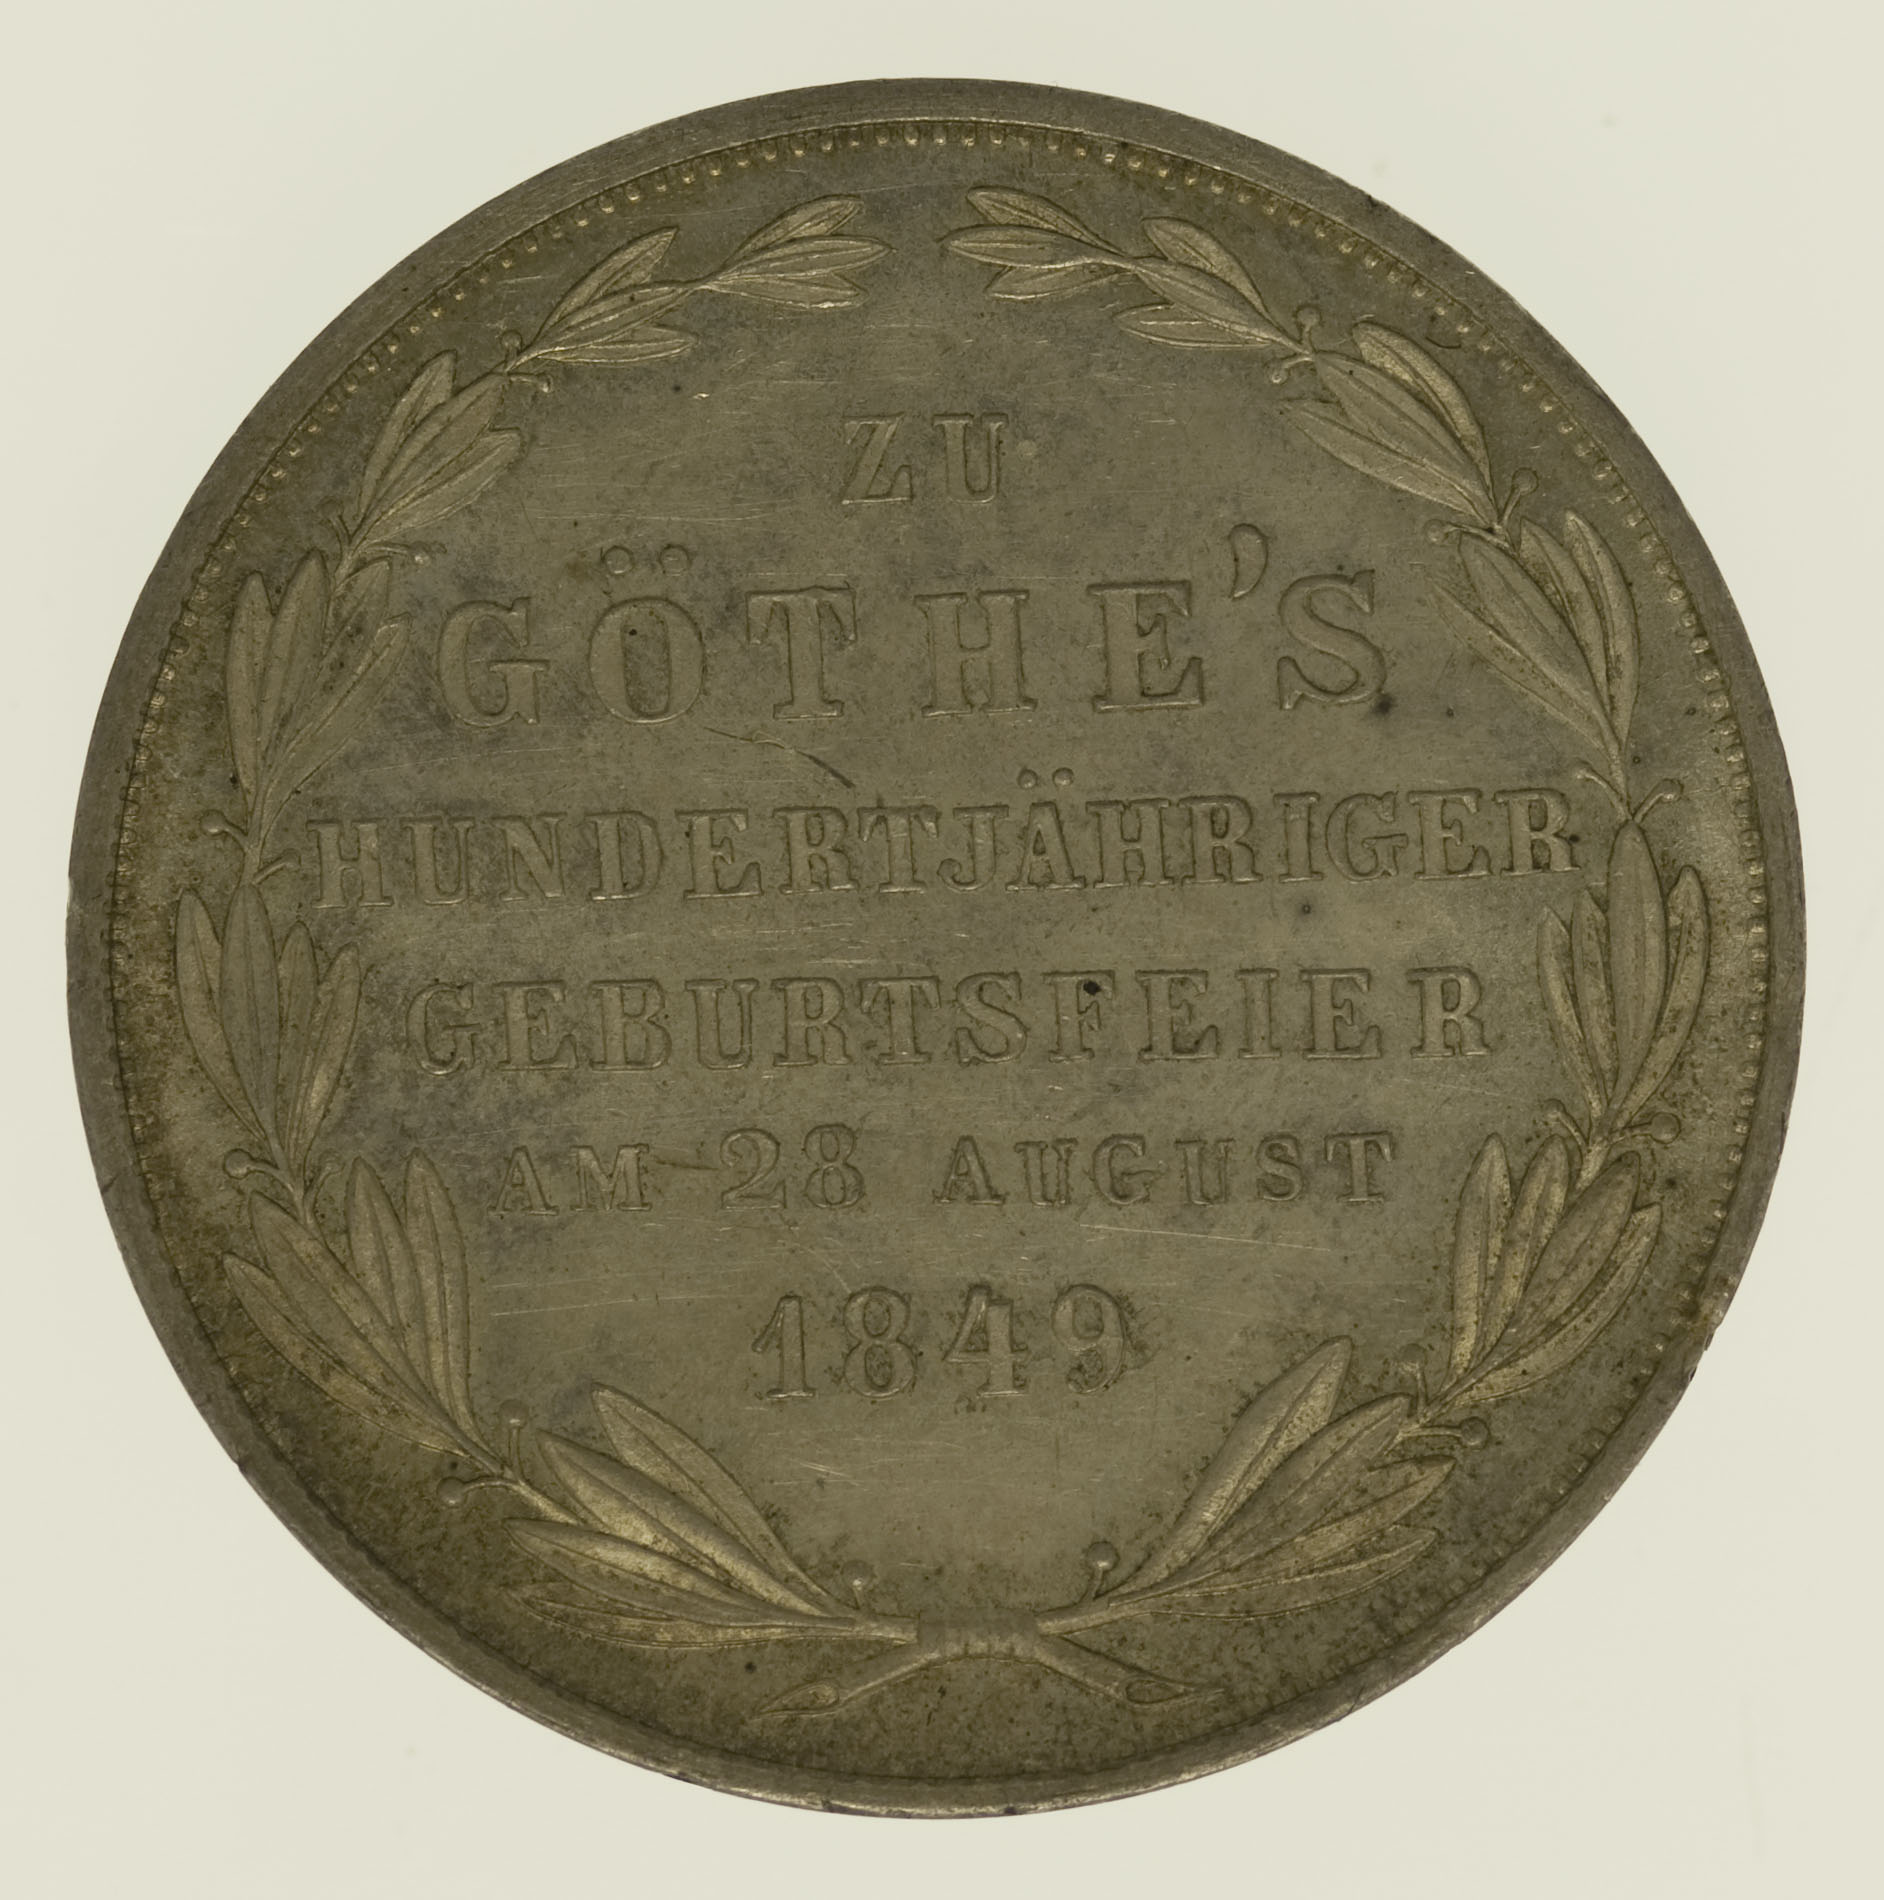 ZU
GÖTHE'S
HUNDERTJÄHRIGER
GEBURTSFEIER
AM 28 AUGUST
1849